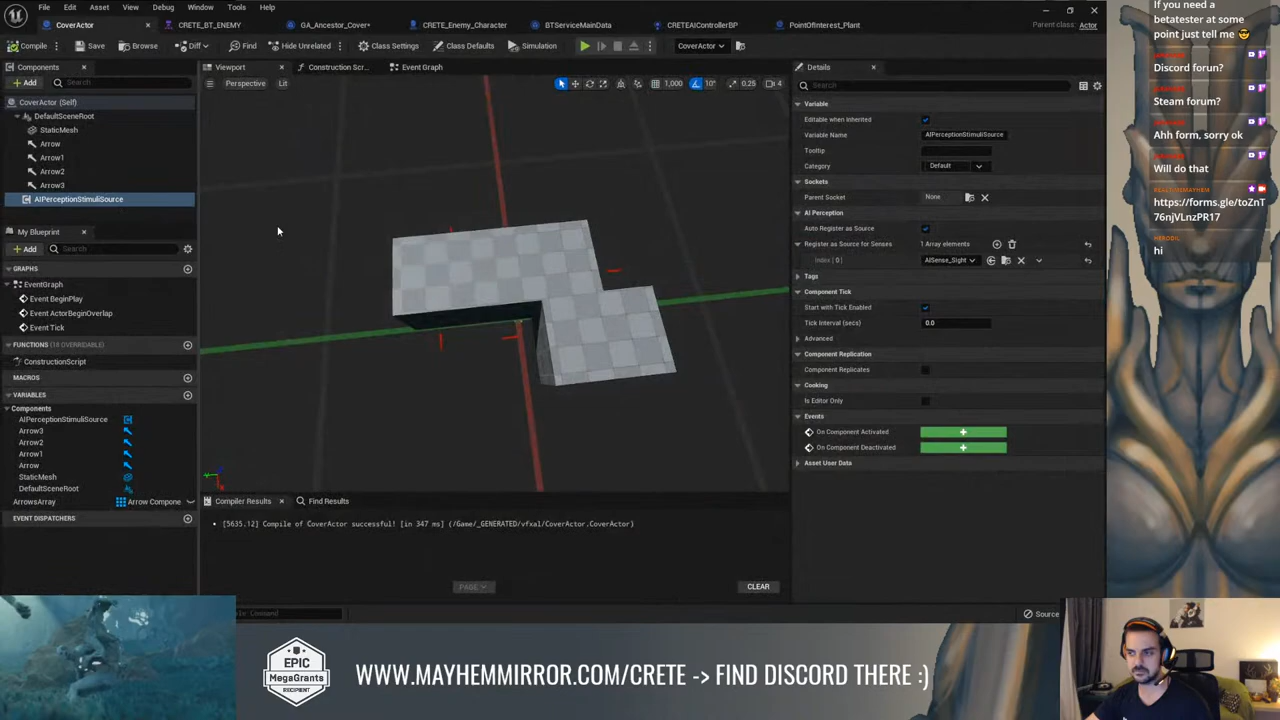 File Edit Asset View Debug Window Tools Help
CoverActor CRETE_BT_ENEMY GA_Ancestor_Cover* CRETE_Enemy_Character BTServiceMainData CRETEAIControllerBP PointOfInterest_Plant
Parent class: Actor
Compile Save Browse Diff Find Hide Unrelated Class Settings Class Defaults Simulation CoverActor
Components
Add Search
CoverActor (Self)
DefaultSceneRoot
StaticMesh
Arrow
Arrow1
Arrow2
Arrow3
AIPerceptionStimuliSource
My Blueprint
Add Search
GRAPHS
EventGraph
Event BeginPlay
Event ActorBeginOverlap
Event Tick
FUNCTIONS (18 OVERRIDABLE)
ConstructionScript
MACROS
VARIABLES
Components
AIPerceptionStimuliSource
Arrow3
Arrow2
Arrow1
Arrow
StaticMesh
DefaultSceneRoot
ArrowsArray Arrow Compone
EVENT DISPATCHERS
Viewport Construction Scr... Event Graph
Perspective Lit
1,000 10° 0.25 4
Compiler Results Find Results
[5635.12] Compile of CoverActor successful! [in 347 ms] (/Game/_GENERATED/vfxal/CoverActor.CoverActor)
PAGE CLEAR
Details
Search
Variable
Editable when Inherited
Variable Name AIPerceptionStimuliSource
Tooltip
Category Default
Sockets
Parent Socket None
AI Perception
Auto Register as Source
Register as Source for Senses 1 Array elements
Index [ 0 ] AISense_Sight
Tags
Component Tick
Start with Tick Enabled
Tick Interval (secs) 0.0
Advanced
Component Replication
Component Replicates
Cooking
Is Editor Only
Events
On Component Activated
On Component Deactivated
Asset User Data
Source
If you need a
betatester at some
point just tell me 😎
Discord forun?
Steam forum?
Ahh form, sorry ok
Will do that
https://forms.gle/toZnT
76njVLnzPR17
hi
EPIC
MegaGrants
RECIPIENT
WWW.MAYHEMMIRROR.COM/CRETE -> FIND DISCORD THERE :)